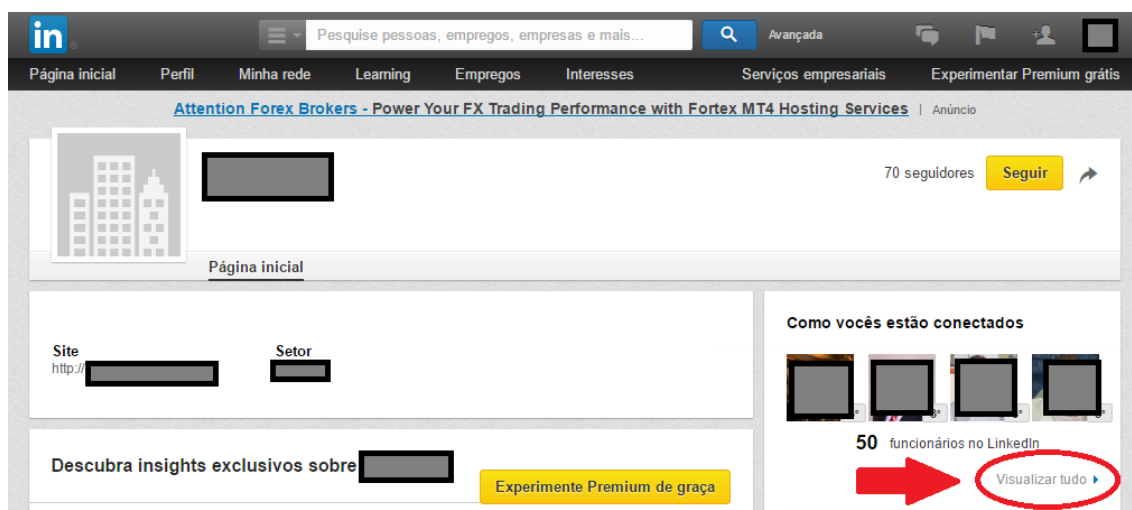 in
Pesquise pessoas, empregos, empresas e mais...
Avançada
Página inicial Perfil Minha rede Learning Empregos Interesses Serviços empresariais Experimentar Premium grátis
Attention Forex Brokers - Power Your FX Trading Performance with Fortex MT4 Hosting Services | Anúncio
70 seguidores Seguir
Página inicial
Site Setor
http://
Como vocês estão conectados
50 funcionários no LinkedIn
Visualizar tudo
Descubra insights exclusivos sobre
Experimente Premium de graça